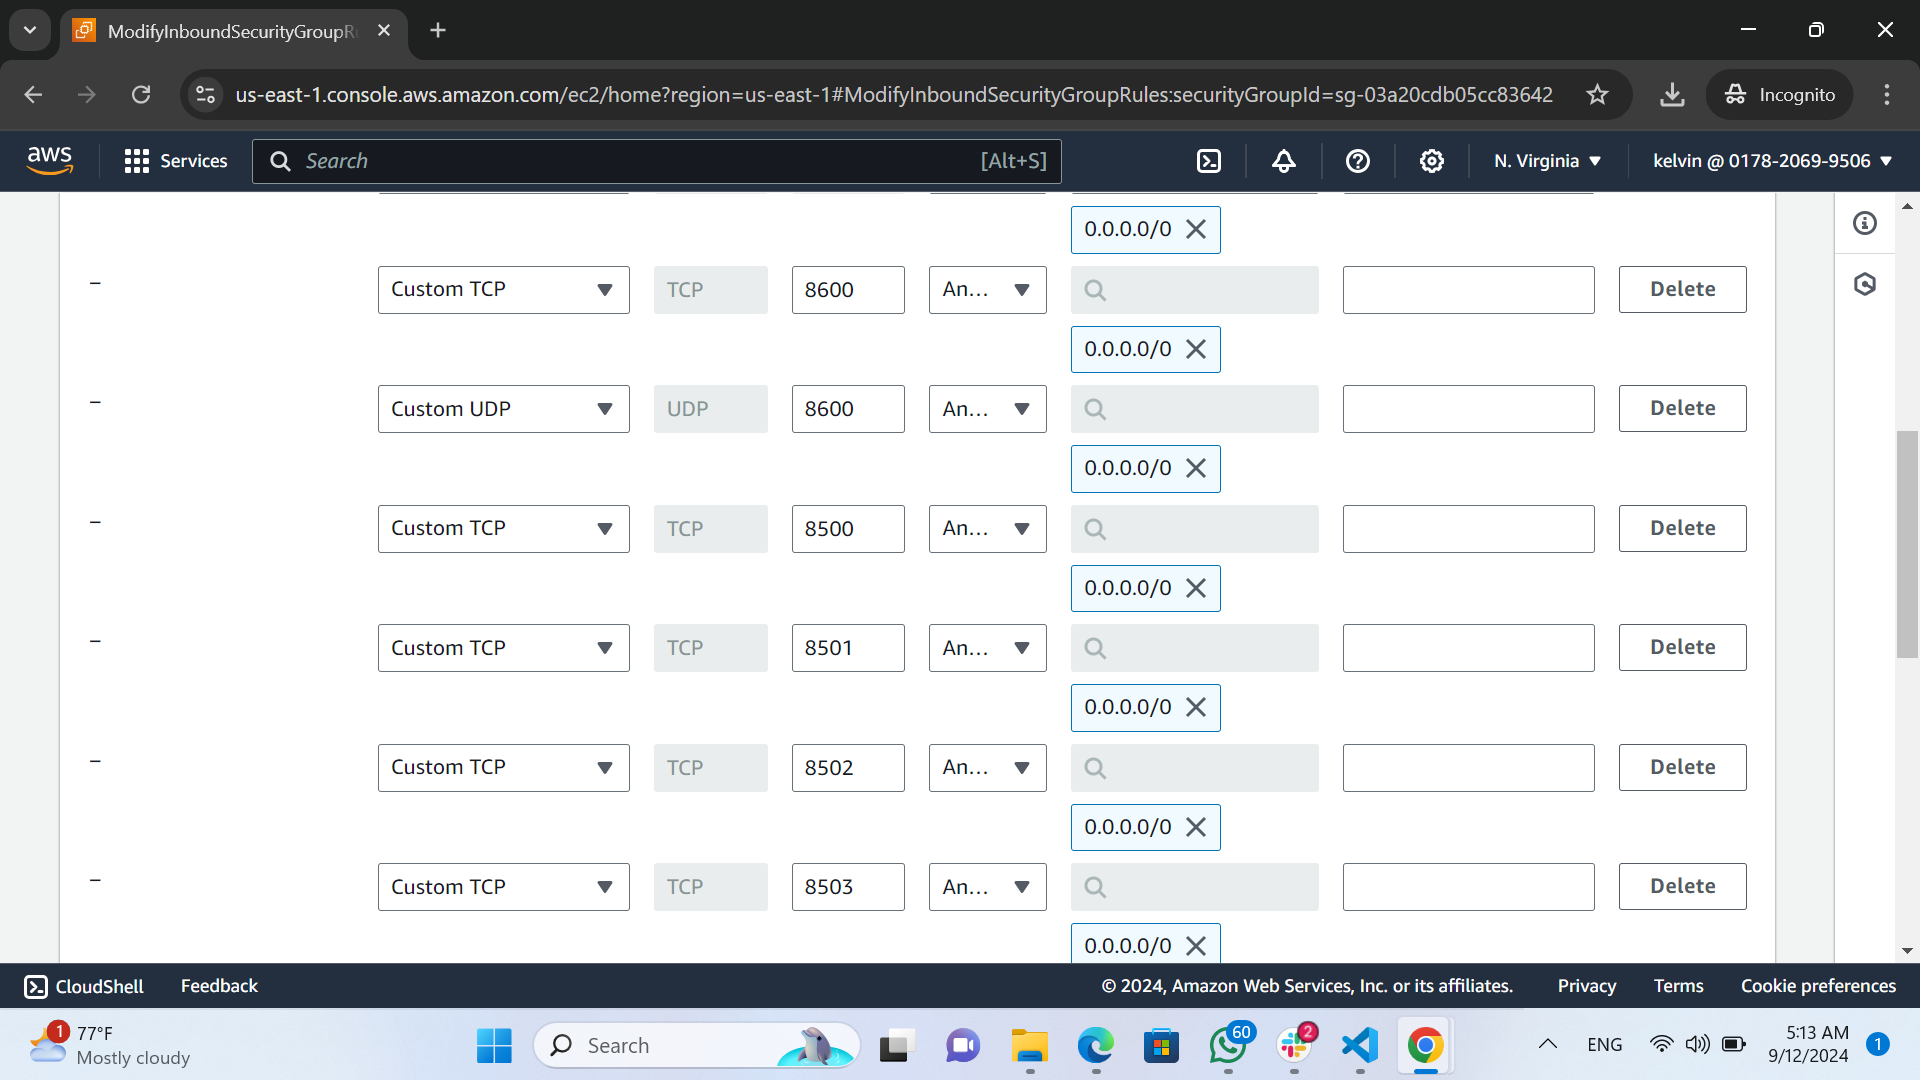 ModifyInboundSecurityGroupR
us-east-1.console.aws.amazon.com/ec2/home?region=us-east-1#ModifyInboundSecurityGroupRules:securityGroupId=sg-03a20cdb05cc83642
Incognito
aws
Services
Search
[Alt+S]
N. Virginia
kelvin @ 0178-2069-9506
0.0.0.0/0
–
Custom TCP
TCP
8600
An...
Delete
0.0.0.0/0
–
Custom UDP
UDP
8600
An...
Delete
0.0.0.0/0
–
Custom TCP
TCP
8500
An...
Delete
0.0.0.0/0
–
Custom TCP
TCP
8501
An...
Delete
0.0.0.0/0
–
Custom TCP
TCP
8502
An...
Delete
0.0.0.0/0
–
Custom TCP
TCP
8503
An...
Delete
0.0.0.0/0
CloudShell
Feedback
© 2024, Amazon Web Services, Inc. or its affiliates.
Privacy
Terms
Cookie preferences
1
77°F
Mostly cloudy
Search
60
2
ENG
5:13 AM
9/12/2024
1